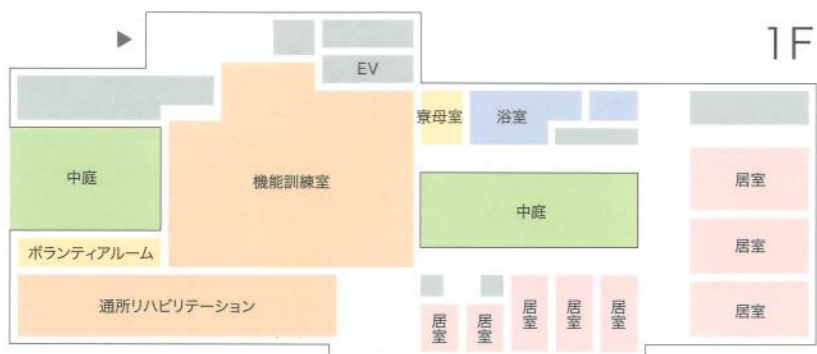 1F
EV
寮母室
浴室
中庭
機能訓練室
中庭
居室
居室
居室
ボランティアルーム
通所リハビリテーション
居室
居室
居室
居室
居室